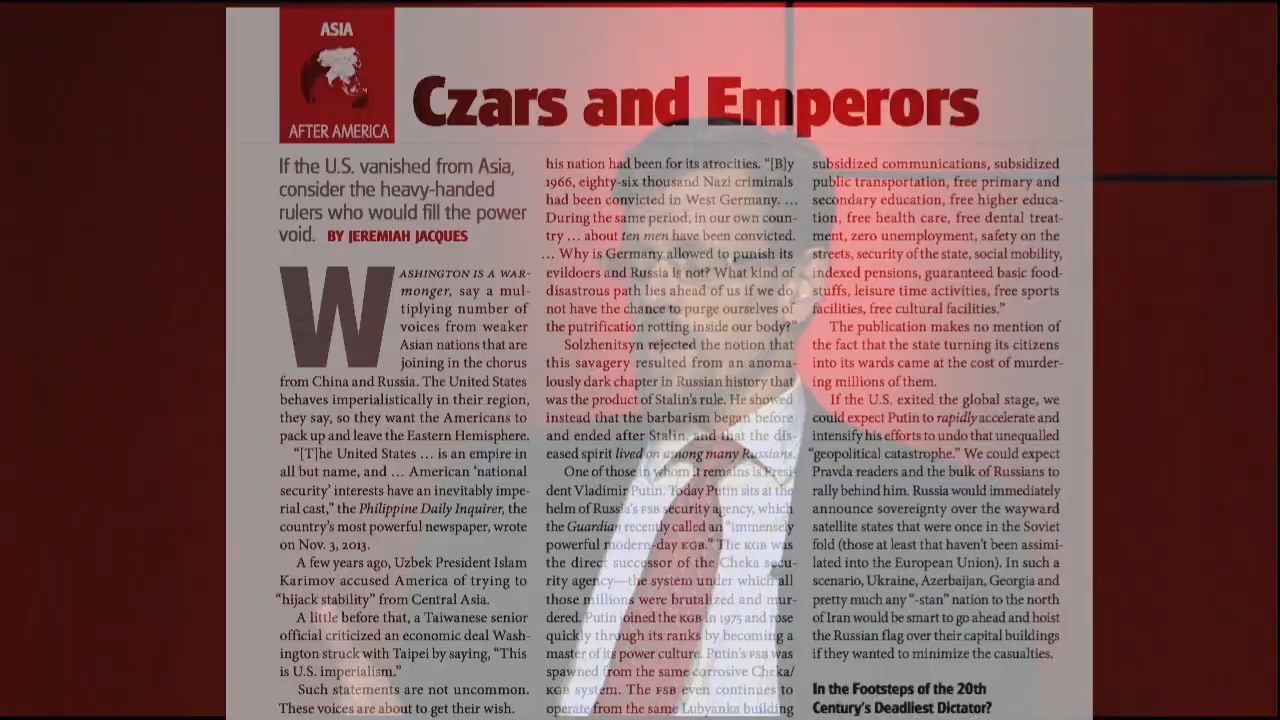 ASIA
AFTER AMERICA
Czars and Emperors
If the U.S. vanished from Asia,
consider the heavy-handed
rulers who would fill the power
void. BY JEREMIAH JACQUES
WASHINGTON IS A WAR-
monger, say a mul-
tiplying number of
voices from weaker
Asian nations that are
joining in the chorus
from China and Russia. The United States
behaves imperialistically in their region,
they say, so they want the Americans to
pack up and leave the Eastern Hemisphere.
“[T]he United States … is an empire in
all but name, and … American ‘national
security’ interests have an inevitably impe-
rial cast,” the Philippine Daily Inquirer, the
country’s most powerful newspaper, wrote
on Nov. 3, 2013.
A few years ago, Uzbek President Islam
Karimov accused America of trying to
“hijack stability” from Central Asia.
A little before that, a Taiwanese senior
official criticized an economic deal Wash-
ington struck with Taipei by saying, “This
is U.S. imperialism.”
Such statements are not uncommon.
These voices are about to get their wish.
his nation had been for its atrocities. “[B]y
1966, eighty-six thousand Nazi criminals
had been convicted in West Germany. …
During the same period, in our own coun-
try … about ten men have been convicted.
… Why is Germany allowed to punish its
evildoers and Russia is not? What kind of
disastrous path lies ahead of us if we do
not have the chance to purge ourselves of
the putrification rotting inside our body?”
Solzhenitsyn rejected the notion that
this savagery resulted from an anoma-
lously dark chapter in Russian history that
was the product of Stalin’s rule. He showed
instead that the barbarism began before
and ended after Stalin, and that the dis-
eased spirit lived on among many Russians.
One of those in whom it remains is Presi-
dent Vladimir Putin. Today Putin sits at the
helm of Russia’s FSB security agency, which
the Guardian recently called an “immensely
powerful modern-day KGB.” The KGB was
the direct successor of the Cheka secu-
rity agency—the system under which all
those millions were brutalized and mur-
dered. Putin joined the KGB in 1975 and rose
quickly through its ranks by becoming a
master of its power culture. Putin’s FSB was
spawned from the same corrosive Cheka/
KGB system. The FSB even continues to
operate from the same Lubyanka building
subsidized communications, subsidized
public transportation, free primary and
secondary education, free higher educa-
tion, free health care, free dental treat-
ment, zero unemployment, safety on the
streets, security of the state, social mobility,
indexed pensions, guaranteed basic food-
stuffs, leisure time activities, free sports
facilities, free cultural facilities.”
The publication makes no mention of
the fact that the state turning its citizens
into its wards came at the cost of murder-
ing millions of them.
If the U.S. exited the global stage, we
could expect Putin to rapidly accelerate and
intensify his efforts to undo that unequalled
“geopolitical catastrophe.” We could expect
Pravda readers and the bulk of Russians to
rally behind him. Russia would immediately
announce sovereignty over the wayward
satellite states that were once in the Soviet
fold (those at least that haven’t been assimi-
lated into the European Union). In such a
scenario, Ukraine, Azerbaijan, Georgia and
pretty much any “-stan” nation to the north
of Iran would be smart to go ahead and hoist
the Russian flag over their capital buildings
if they wanted to minimize the casualties.
In the Footsteps of the 20th
Century’s Deadliest Dictator?